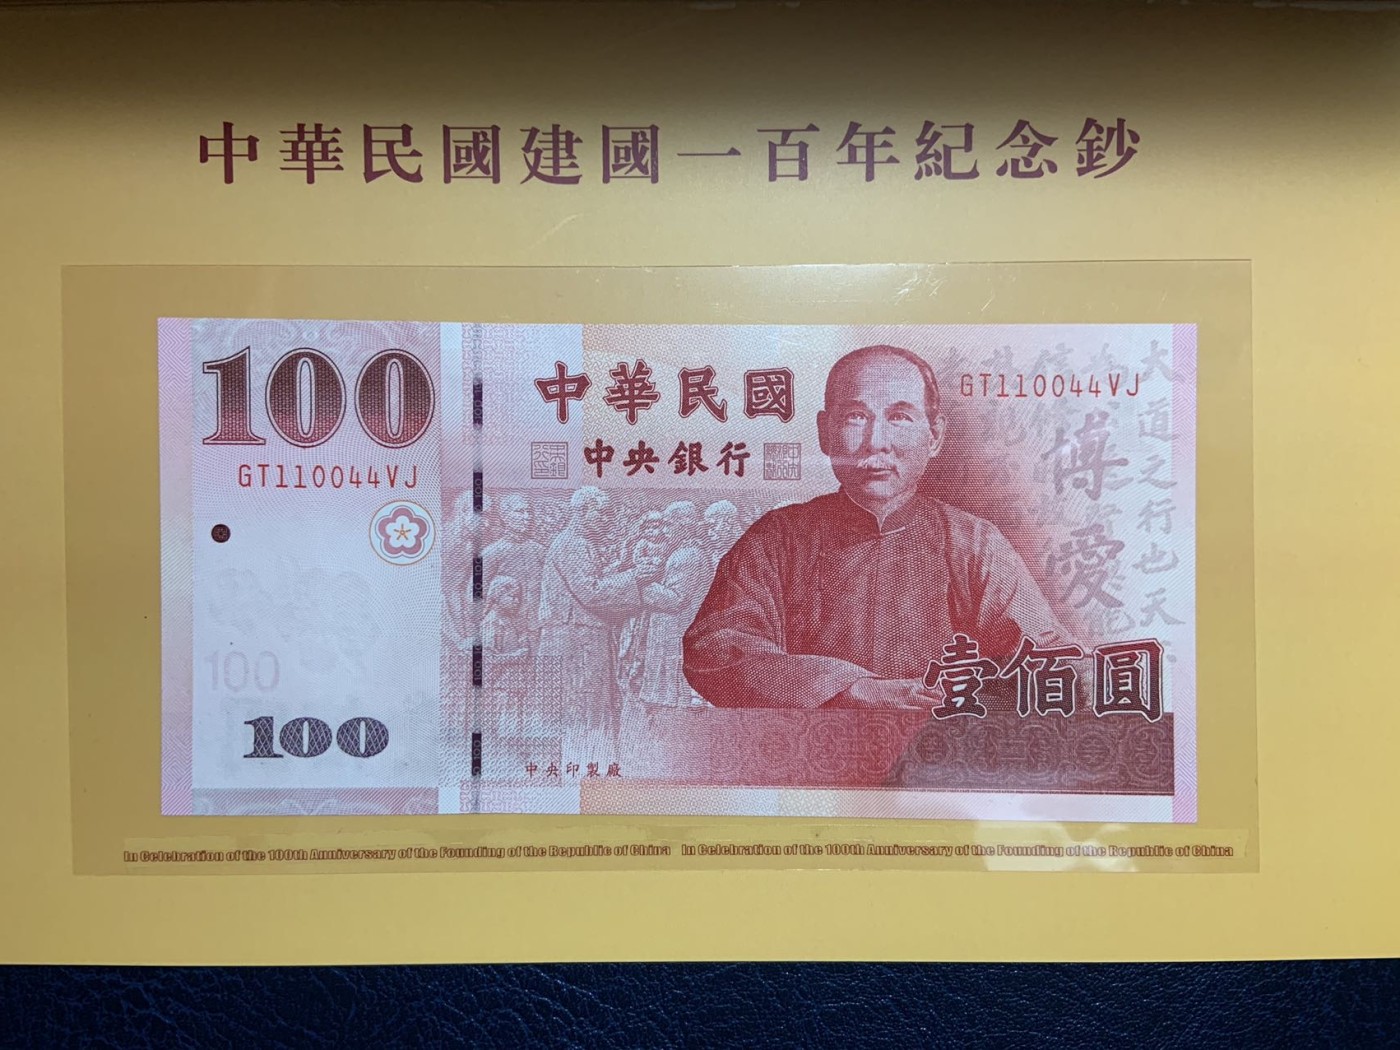 中華民國建國一百年紀念鈔
100
GT110044VJ
100
100
中華民國
中央銀行
中央印製廠
GT110044VJ
博愛
大道之行也天
壹佰圓
In Celebration of the 100th Anniversary of the Founding of the Republic of China In Celebration of the 100th Anniversary of the Founding of the Republic of China